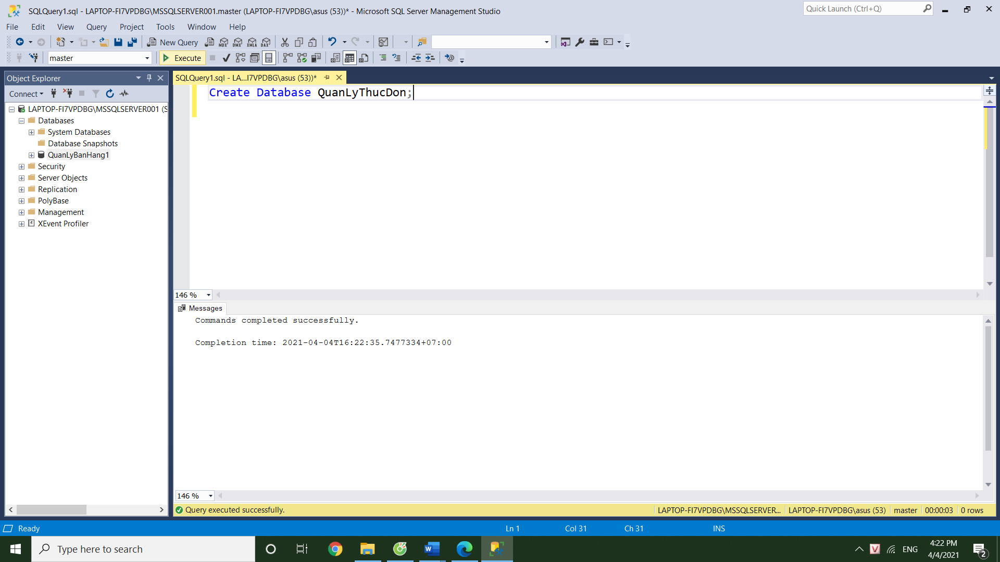 SQLQuery1.sql - LAPTOP-FI7VPDBG\MSSQLSERVER001.master (LAPTOP-FI7VPDBG\asus (53))* - Microsoft SQL Server Management Studio
Quick Launch (Ctrl+Q)
File Edit View Query Project Tools Window Help
New Query MDX DMX XMLA DAX
master Execute
Object Explorer
SQLQuery1.sql - LA...I7VPDBG\asus (53))*
Connect
Create Database QuanLyThucDon;
LAPTOP-FI7VPDBG\MSSQLSERVER001 (S
Databases
System Databases
Database Snapshots
QuanLyBanHang1
Security
Server Objects
Replication
PolyBase
Management
XEvent Profiler
146 %
Messages
Commands completed successfully.
Completion time: 2021-04-04T16:22:35.7477334+07:00
146 %
Query executed successfully. LAPTOP-FI7VPDBG\MSSQLSERVER... LAPTOP-FI7VPDBG\asus (53) master 00:00:03 0 rows
Ready Ln 1 Col 31 Ch 31 INS
Type here to search
ENG
4:22 PM
4/4/2021
2